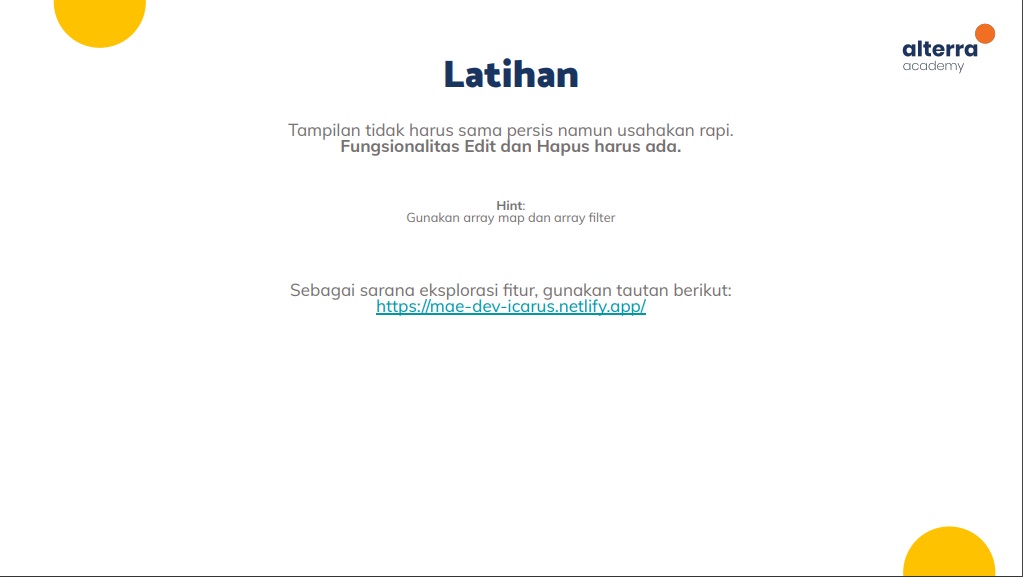 alterra
academy
Latihan
Tampilan tidak harus sama persis namun usahakan rapi.
Fungsionalitas Edit dan Hapus harus ada.
Hint:
Gunakan array map dan array filter
Sebagai sarana eksplorasi fitur, gunakan tautan berikut:
https://mae-dev-icarus.netlify.app/